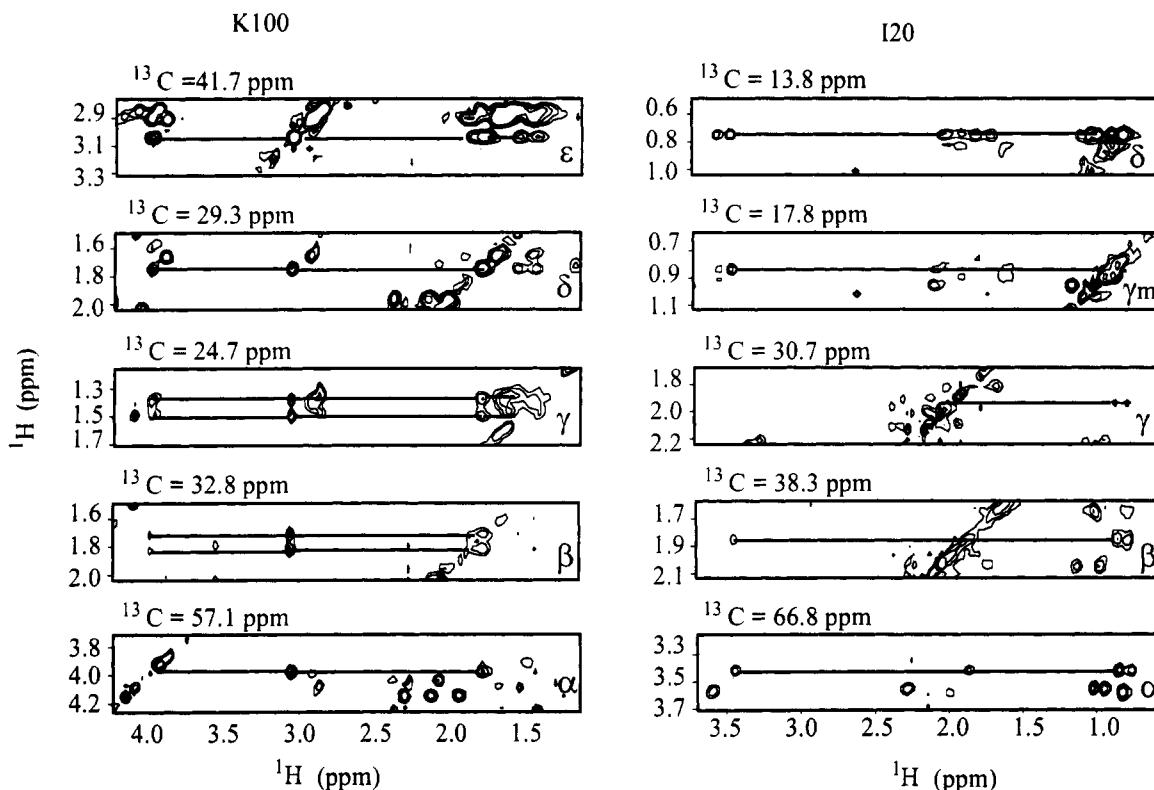 K100
¹³C =41.7 ppm
2.9
3.1
3.3
ε
¹³C = 29.3 ppm
1.6
1.8
2.0
δ
¹³C = 24.7 ppm
1.3
1.5
1.7
γ
¹³C = 32.8 ppm
1.6
1.8
2.0
β
¹³C = 57.1 ppm
3.8
4.0
4.2
α
4.0 3.0 2.5 2.0 1.5
¹H (ppm)
¹H (ppm)
I20
¹³C = 13.8 ppm
0.6
0.8
1.0
δ
¹³C = 17.8 ppm
0.7
0.9
1.1
γm
¹³C = 30.7 ppm
1.8
2.0
2.2
γ
¹³C = 38.3 ppm
1.7
1.9
2.1
β
¹³C = 66.8 ppm
3.3
3.5
3.7
3.5 2.5 2.0 1.5 1.0
¹H (ppm)